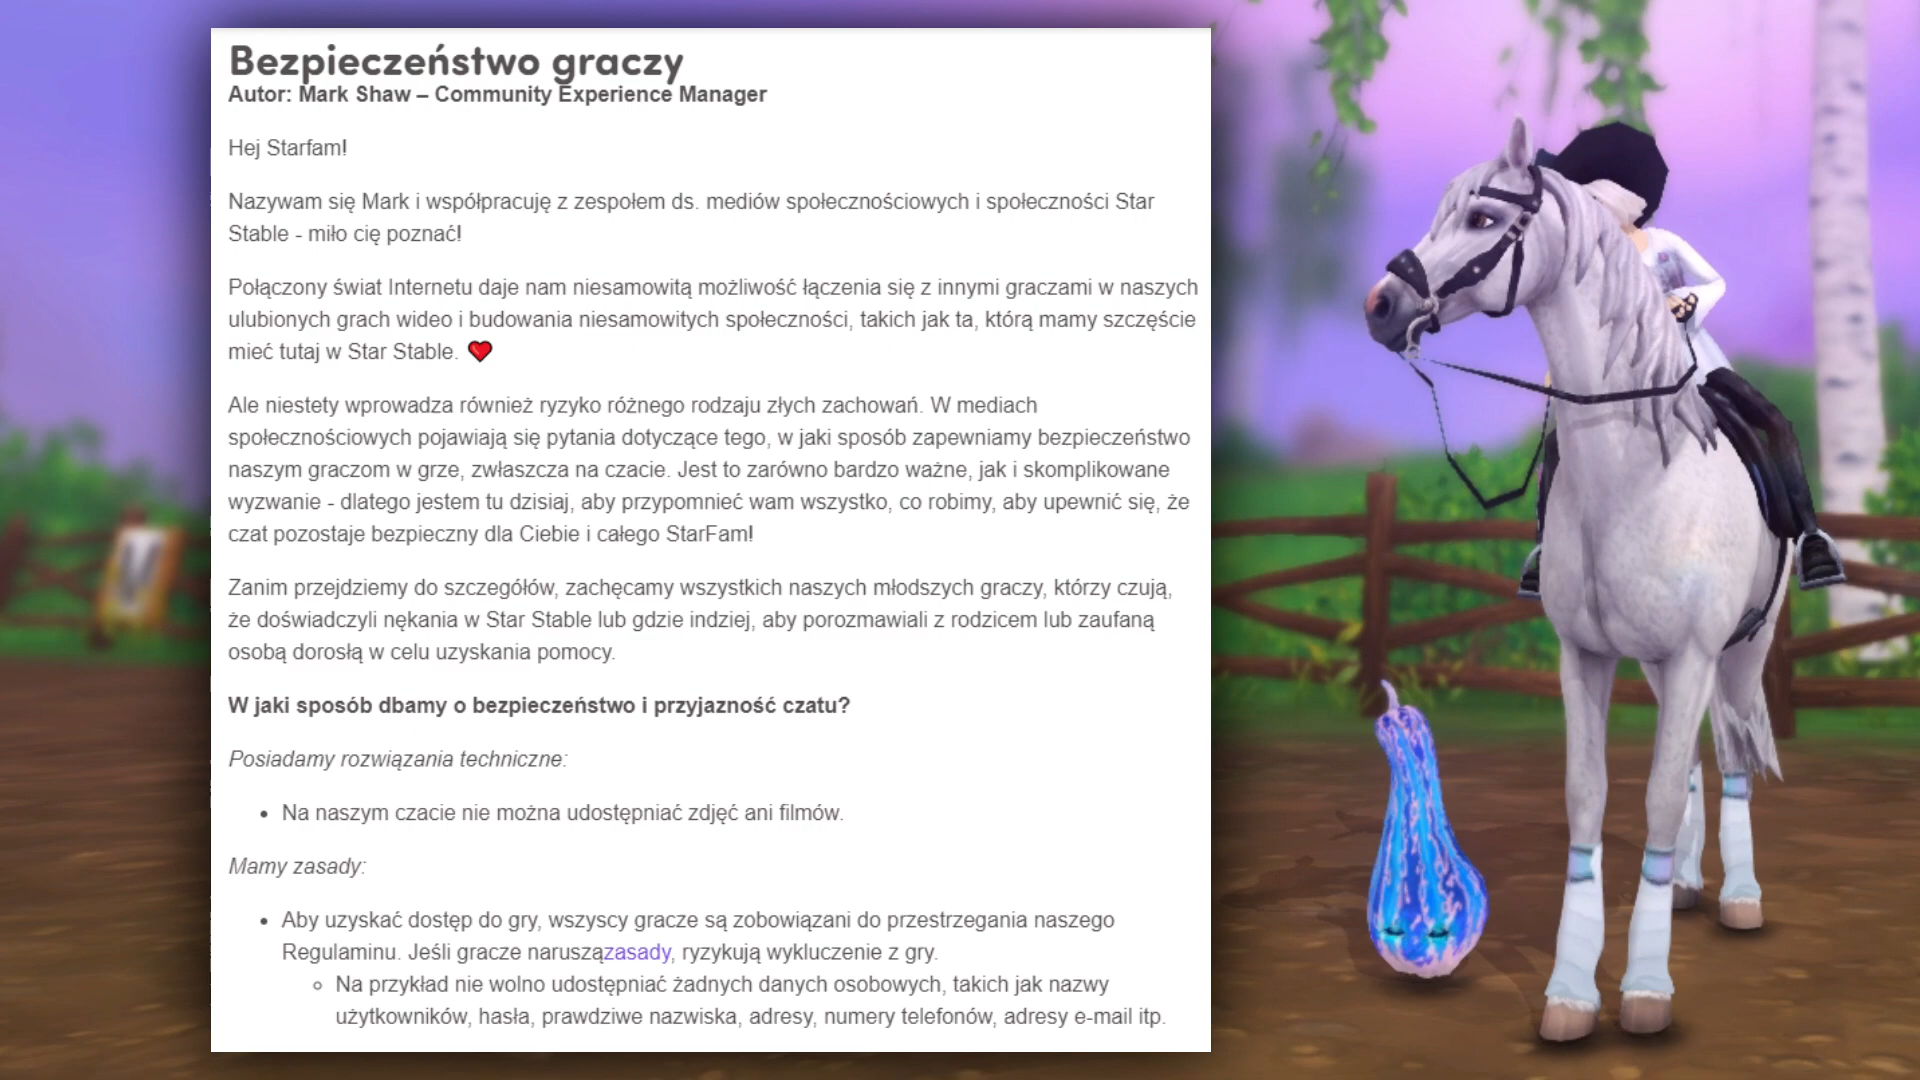 Bezpieczeństwo graczy
Autor: Mark Shaw – Community Experience Manager
Hej Starfam!
Nazywam się Mark i współpracuję z zespołem ds. mediów społecznościowych i społeczności Star
Stable - miło cię poznać!
Połączony świat Internetu daje nam niesamowitą możliwość łączenia się z innymi graczami w naszych
ulubionych grach wideo i budowania niesamowitych społeczności, takich jak ta, którą mamy szczęście
mieć tutaj w Star Stable. ❤
Ale niestety wprowadza również ryzyko różnego rodzaju złych zachowań. W mediach
społecznościowych pojawiają się pytania dotyczące tego, w jaki sposób zapewniamy bezpieczeństwo
naszym graczom w grze, zwłaszcza na czacie. Jest to zarówno bardzo ważne, jak i skomplikowane
wyzwanie - dlatego jestem tu dzisiaj, aby przypomnieć wam wszystko, co robimy, aby upewnić się, że
czat pozostaje bezpieczny dla Ciebie i całego StarFam!
Zanim przejdziemy do szczegółów, zachęcamy wszystkich naszych młodszych graczy, którzy czują,
że doświadczyli nękania w Star Stable lub gdzie indziej, aby porozmawiali z rodzicem lub zaufaną
osobą dorosłą w celu uzyskania pomocy.
W jaki sposób dbamy o bezpieczeństwo i przyjazność czatu?
Posiadamy rozwiązania techniczne:
• Na naszym czacie nie można udostępniać zdjęć ani filmów.
Mamy zasady:
• Aby uzyskać dostęp do gry, wszyscy gracze są zobowiązani do przestrzegania naszego
Regulaminu. Jeśli gracze naruszązasady, ryzykują wykluczenie z gry.
◦ Na przykład nie wolno udostępniać żadnych danych osobowych, takich jak nazwy
użytkowników, hasła, prawdziwe nazwiska, adresy, numery telefonów, adresy e-mail itp.